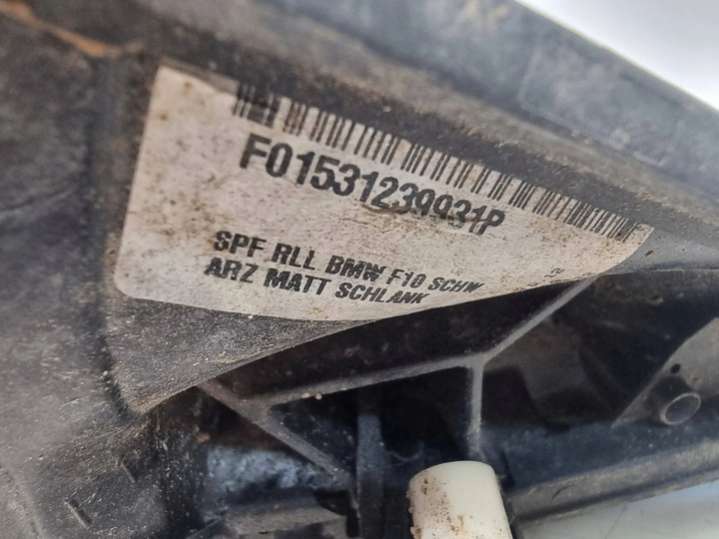 F01531239931P
SPF RLL BMW F10 SCHW
ARZ MATT SCHLANK